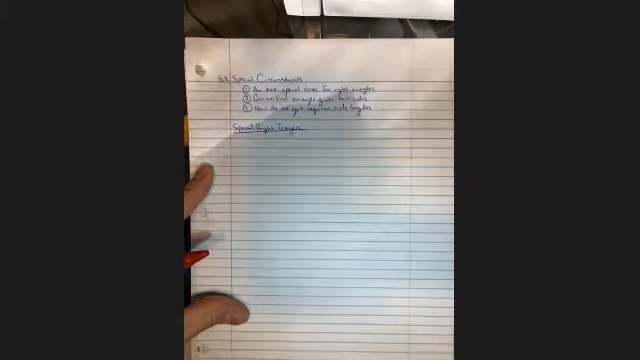 Special Circumstances
① Are there special cases for right triangles
② Can we find an angle given two sides
③ How do we get negative side lengths
Special Right Triangles